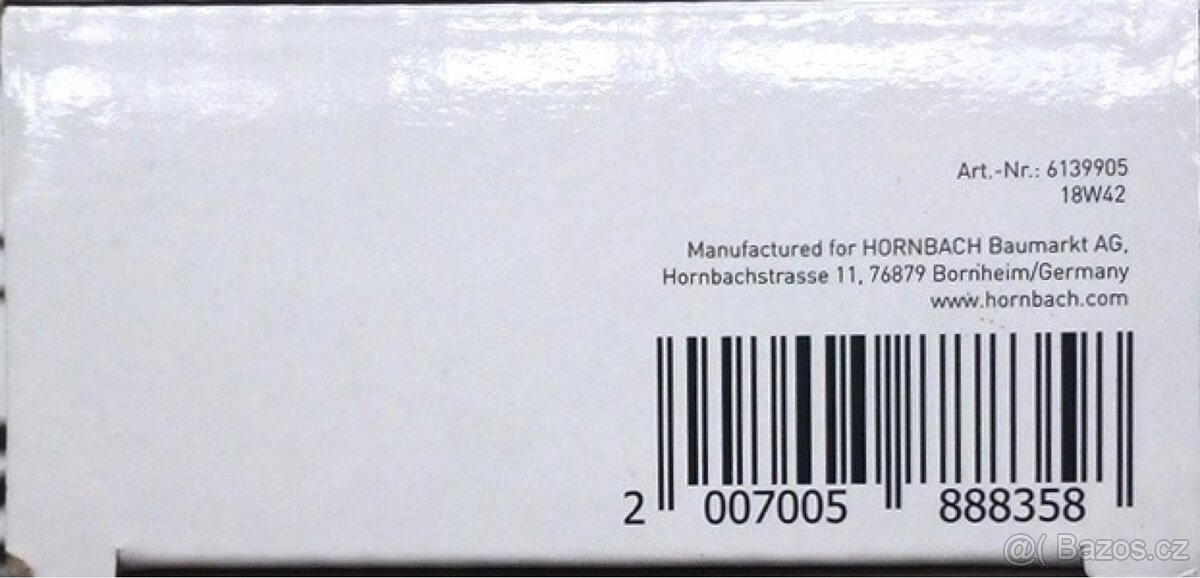 Art.-Nr.: 6139905
18W42
Manufactured for HORNBACH Baumarkt AG,
Hornbachstrasse 11, 76879 Bornheim/Germany
www.hornbach.com
2 007005 888358
@( Bazos.cz